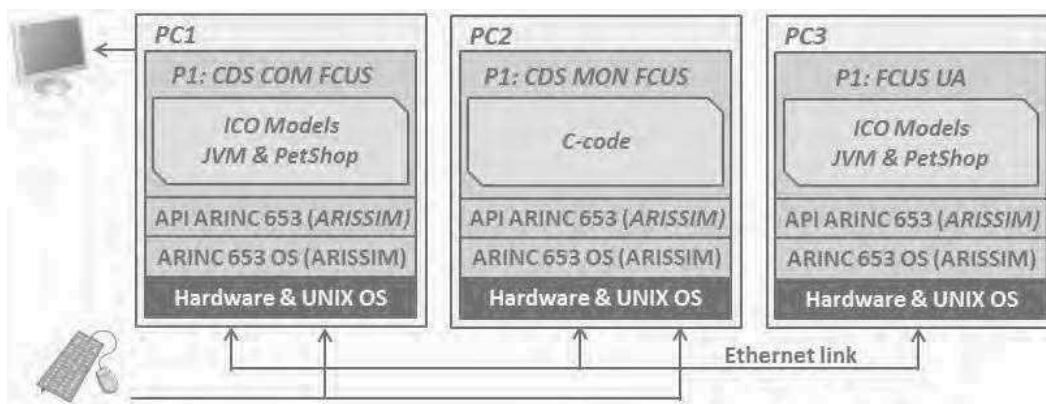 PC1
P1: CDS COM FCUS
ICO Models
JVM & PetShop
API ARINC 653 (ARISSIM)
ARINC 653 OS (ARISSIM)
Hardware & UNIX OS
PC2
P1: CDS MON FCUS
C-code
API ARINC 653 (ARISSIM)
ARINC 653 OS (ARISSIM)
Hardware & UNIX OS
PC3
P1: FCUS UA
ICO Models
JVM & PetShop
API ARINC 653 (ARISSIM)
ARINC 653 OS (ARISSIM)
Hardware & UNIX OS
Ethernet link